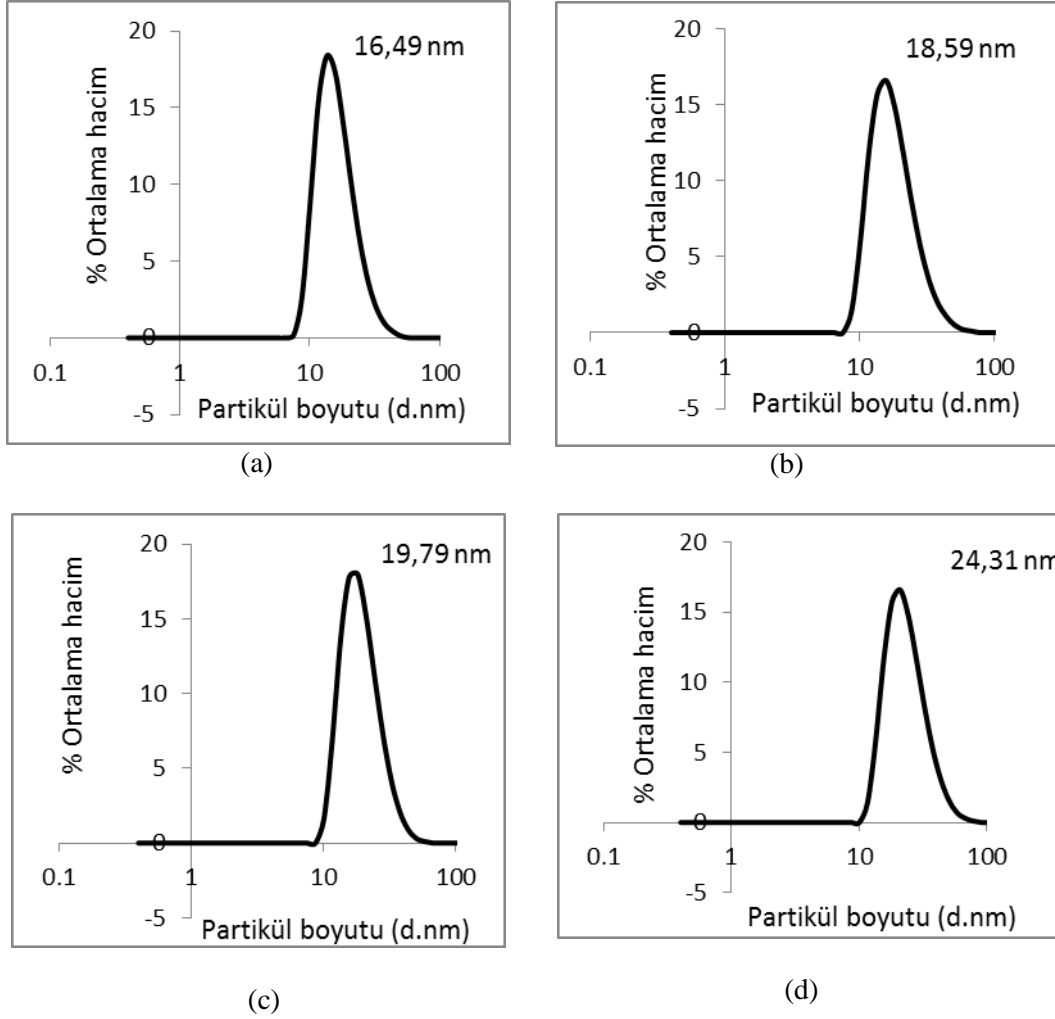 20
16,49 nm
15
10
5
0
0.1
1
10
100
-5
% Ortalama hacim
Partikül boyutu (d.nm)
(a)
20
18,59 nm
15
10
5
0
0.1
1
10
100
-5
% Ortalama hacim
Partikül boyutu (d.nm)
(b)
20
19,79 nm
15
10
5
0
0.1
1
10
100
-5
% Ortalama hacim
Partikül boyutu (d.nm)
(c)
20
24,31 nm
15
10
5
0
0.1
1
10
100
-5
% Ortalama hacim
Partikül boyutu (d.nm)
(d)